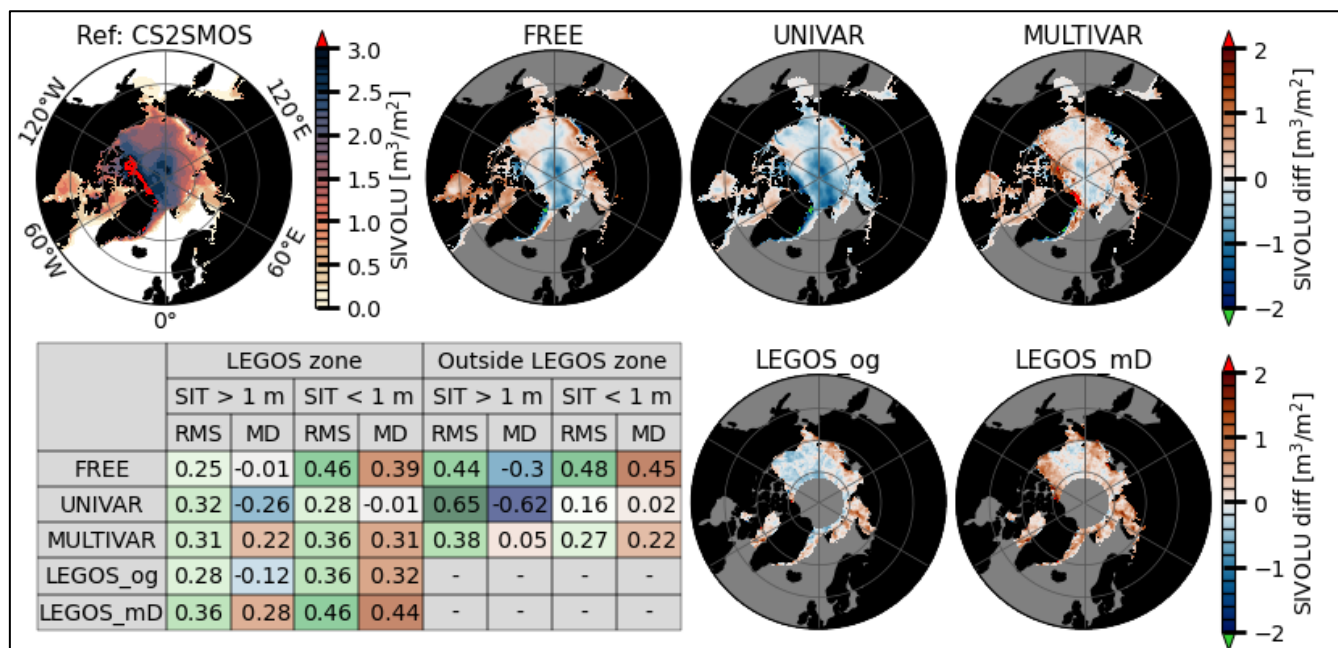 Ref: CS2SMOS
FREE
UNIVAR
MULTIVAR
120°W
120°E
60°W
60°E
0°
3.0
2.5
2.0
1.5
1.0
0.5
0.0
SIVOLU [m³/m²]
2
1
0
−1
−2
SIVOLU diff [m³/m²]
LEGOS zone Outside LEGOS zone
SIT > 1 m SIT < 1 m SIT > 1 m SIT < 1 m
RMS MD RMS MD RMS MD RMS MD
FREE 0.25 -0.01 0.46 0.39 0.44 -0.3 0.48 0.45
UNIVAR 0.32 -0.26 0.28 -0.01 0.65 -0.62 0.16 0.02
MULTIVAR 0.31 0.22 0.36 0.31 0.38 0.05 0.27 0.22
LEGOS_og 0.28 -0.12 0.36 0.32 - - - -
LEGOS_mD 0.36 0.28 0.46 0.44 - - - -
LEGOS_og
LEGOS_mD
2
1
0
−1
−2
SIVOLU diff [m³/m²]